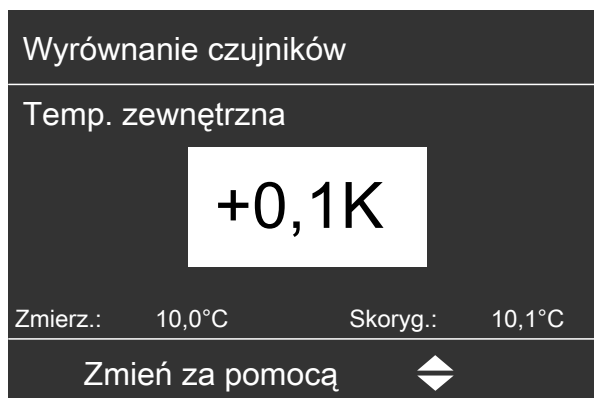 Wyrównanie czujników
Temp. zewnętrzna
+0,1K
Zmierz.: 10,0°C Skoryg.: 10,1°C
Zmień za pomocą